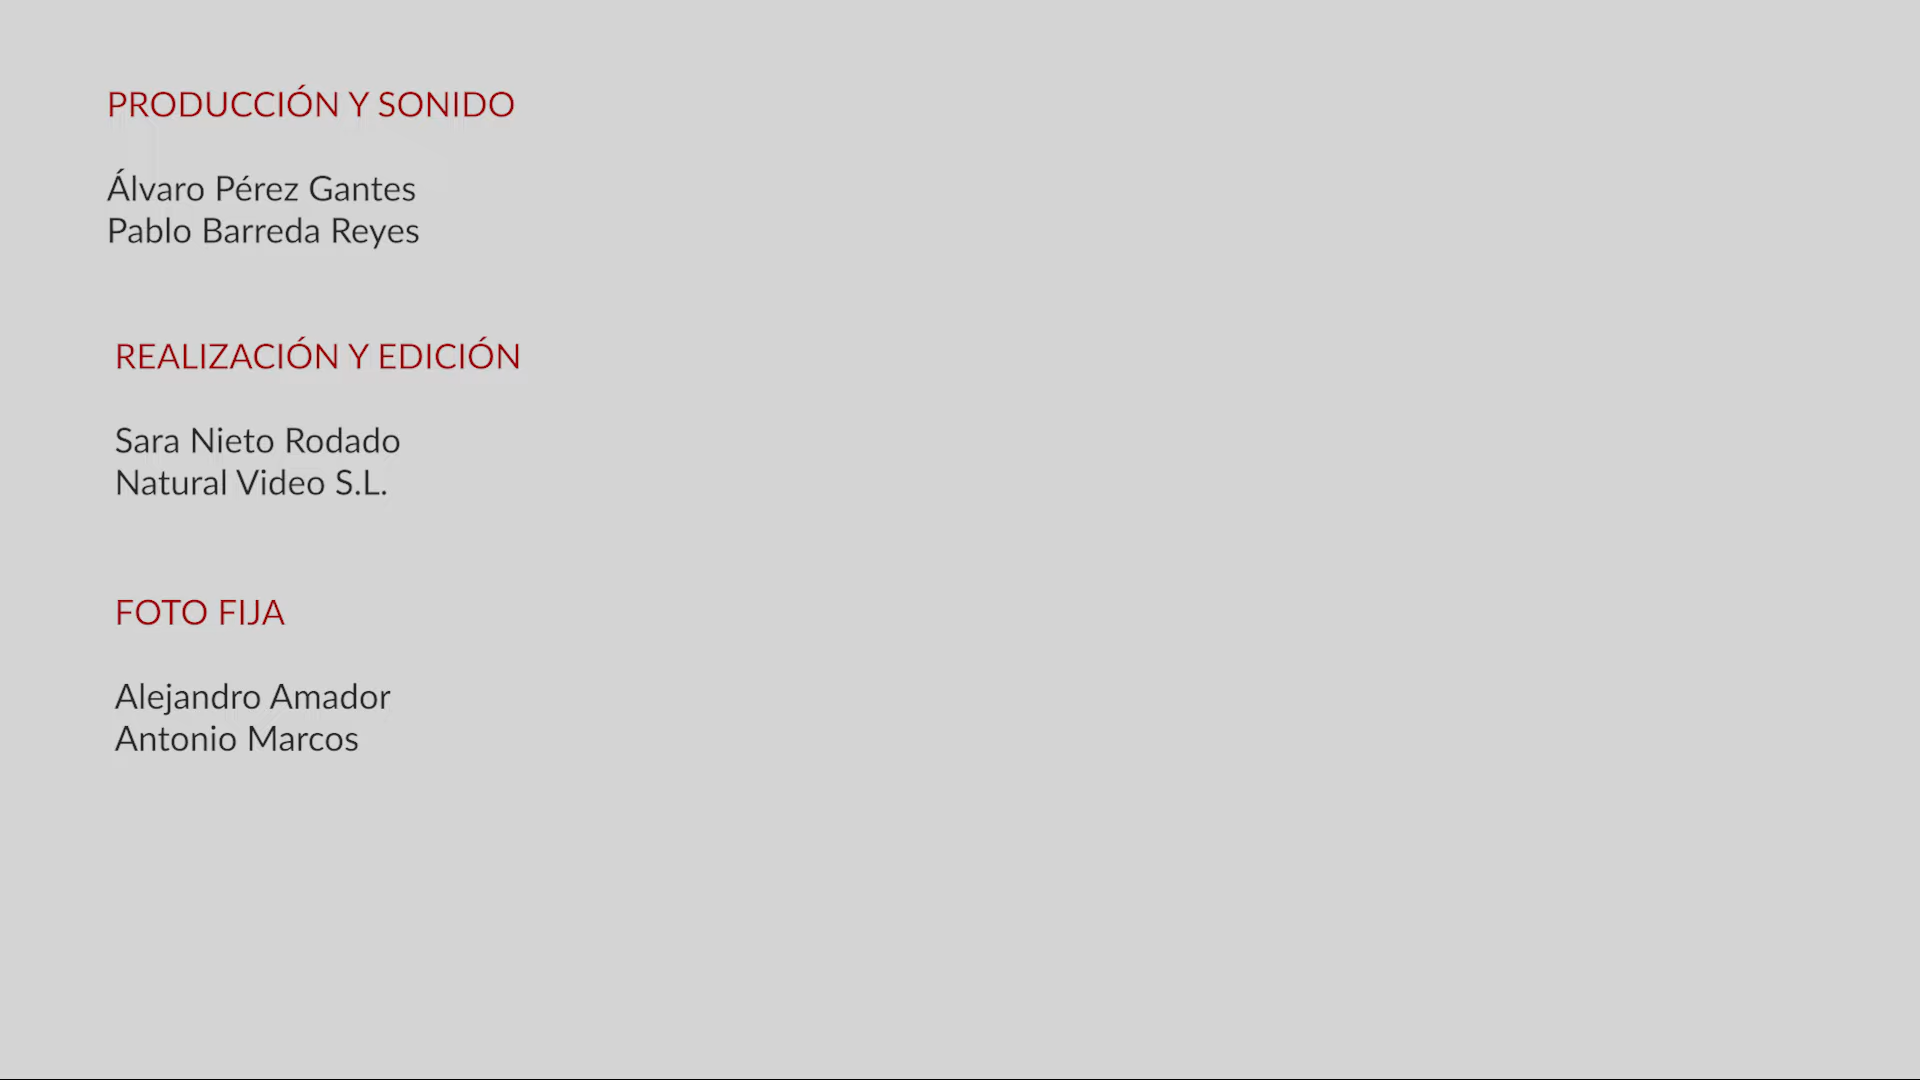 PRODUCCIÓN Y SONIDO
Álvaro Pérez Gantes
Pablo Barreda Reyes
REALIZACIÓN Y EDICIÓN
Sara Nieto Rodado
Natural Video S.L.
FOTO FIJA
Alejandro Amador
Antonio Marcos